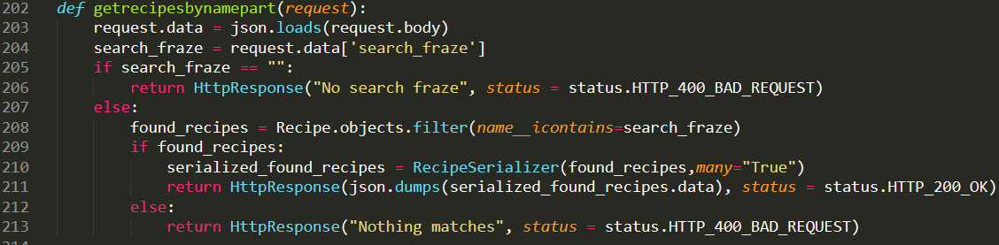 202 def getrecipesbynamepart(request):
203 request.data = json.loads(request.body)
204 search_fraze = request.data['search_fraze']
205 if search_fraze == "":
206 return HttpResponse("No search fraze", status = status.HTTP_400_BAD_REQUEST)
207 else:
208 found_recipes = Recipe.objects.filter(name__icontains=search_fraze)
209 if found_recipes:
210 serialized_found_recipes = RecipeSerializer(found_recipes,many="True")
211 return HttpResponse(json.dumps(serialized_found_recipes.data), status = status.HTTP_200_OK)
212 else:
213 return HttpResponse("Nothing matches", status = status.HTTP_400_BAD_REQUEST)